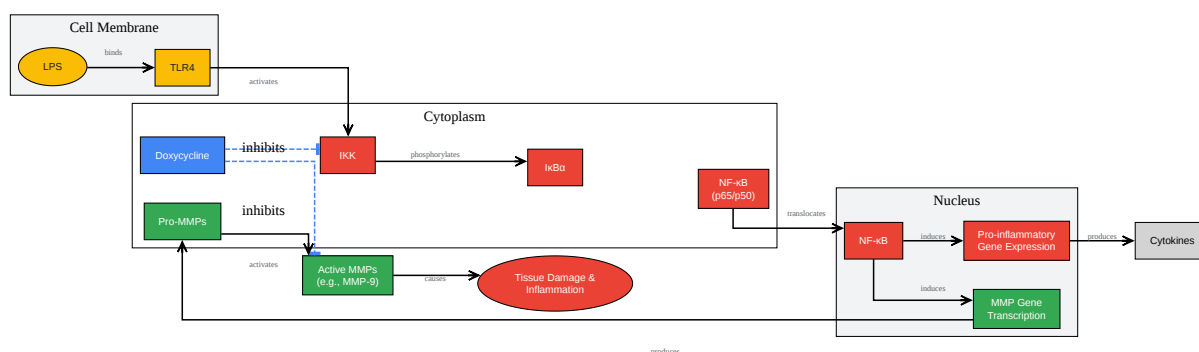 Cell Membrane
LPS
binds
TLR4
activates
Cytoplasm
Doxycycline
inhibits
IKK
phosphorylates
IκBα
NF-κB
(p65/p50)
translocates
Pro-MMPs
inhibits
activates
Active MMPs
(e.g., MMP-9)
causes
Tissue Damage &
Inflammation
Nucleus
NF-κB
induces
Pro-inflammatory
Gene Expression
produces
Cytokines
induces
MMP Gene
Transcription
produces